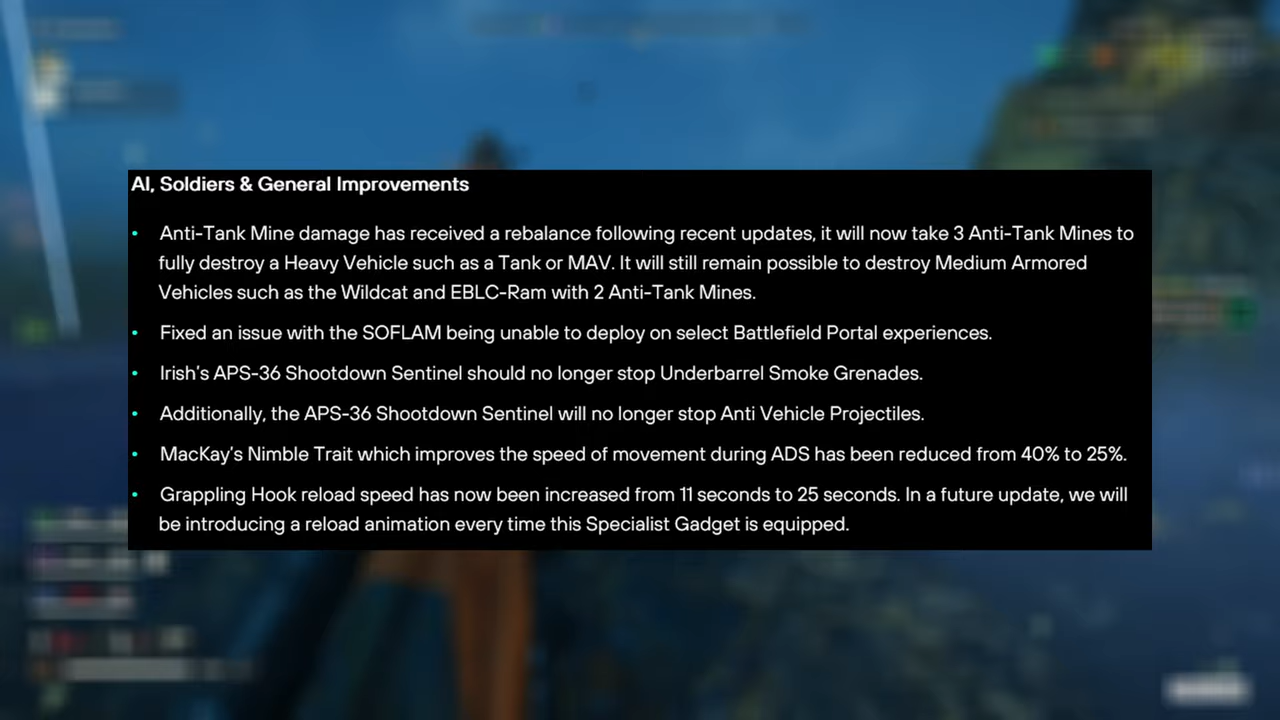 AI, Soldiers & General Improvements
• Anti-Tank Mine damage has received a rebalance following recent updates, it will now take 3 Anti-Tank Mines to
fully destroy a Heavy Vehicle such as a Tank or MAV. It will still remain possible to destroy Medium Armored
Vehicles such as the Wildcat and EBLC-Ram with 2 Anti-Tank Mines.
• Fixed an issue with the SOFLAM being unable to deploy on select Battlefield Portal experiences.
• Irish's APS-36 Shootdown Sentinel should no longer stop Underbarrel Smoke Grenades.
• Additionally, the APS-36 Shootdown Sentinel will no longer stop Anti Vehicle Projectiles.
• MacKay's Nimble Trait which improves the speed of movement during ADS has been reduced from 40% to 25%.
• Grappling Hook reload speed has now been increased from 11 seconds to 25 seconds. In a future update, we will
be introducing a reload animation every time this Specialist Gadget is equipped.